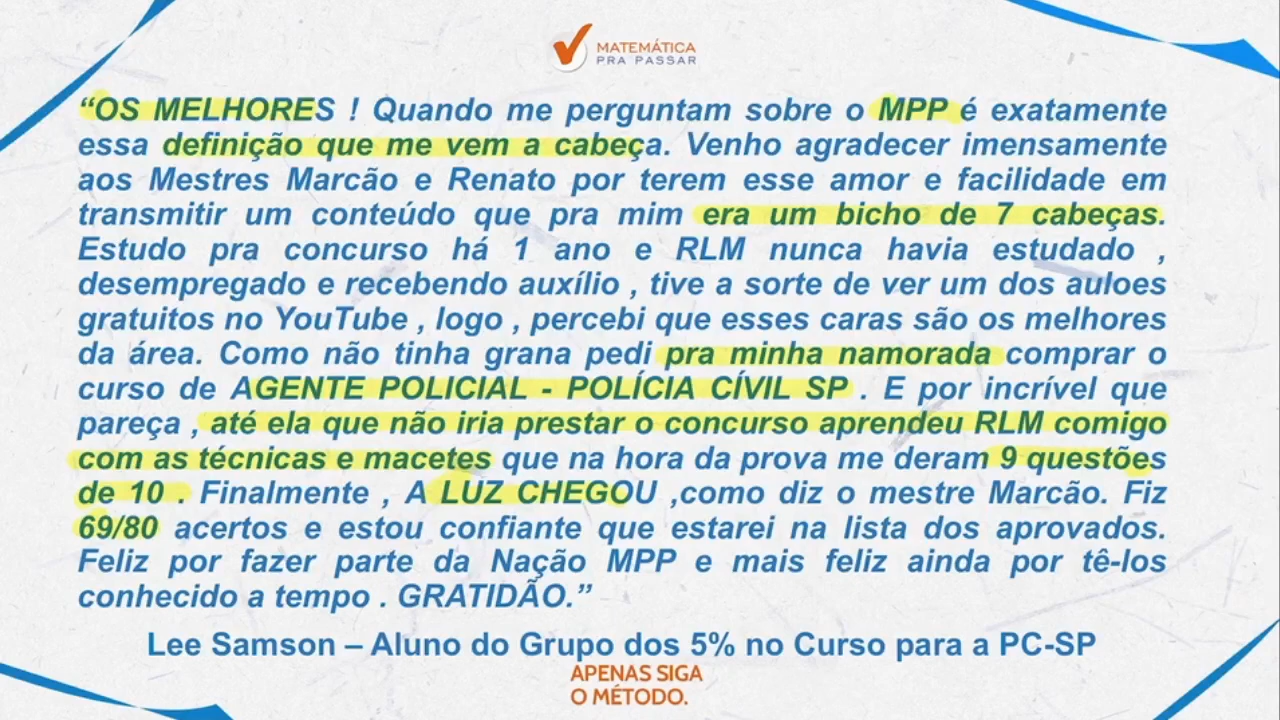 MATEMÁTICA
PRA PASSAR
“OS MELHORES ! Quando me perguntam sobre o MPP é exatamente
essa definição que me vem a cabeça. Venho agradecer imensamente
aos Mestres Marcão e Renato por terem esse amor e facilidade em
transmitir um conteúdo que pra mim era um bicho de 7 cabeças.
Estudo pra concurso há 1 ano e RLM nunca havia estudado ,
desempregado e recebendo auxílio , tive a sorte de ver um dos auloes
gratuitos no YouTube , logo , percebi que esses caras são os melhores
da área. Como não tinha grana pedi pra minha namorada comprar o
curso de AGENTE POLICIAL - POLÍCIA CÍVIL SP . E por incrível que
pareça , até ela que não iria prestar o concurso aprendeu RLM comigo
com as técnicas e macetes que na hora da prova me deram 9 questões
de 10 . Finalmente , A LUZ CHEGOU ,como diz o mestre Marcão. Fiz
69/80 acertos e estou confiante que estarei na lista dos aprovados.
Feliz por fazer parte da Nação MPP e mais feliz ainda por tê-los
conhecido a tempo . GRATIDÃO.”
Lee Samson – Aluno do Grupo dos 5% no Curso para a PC-SP
APENAS SIGA
O MÉTODO.